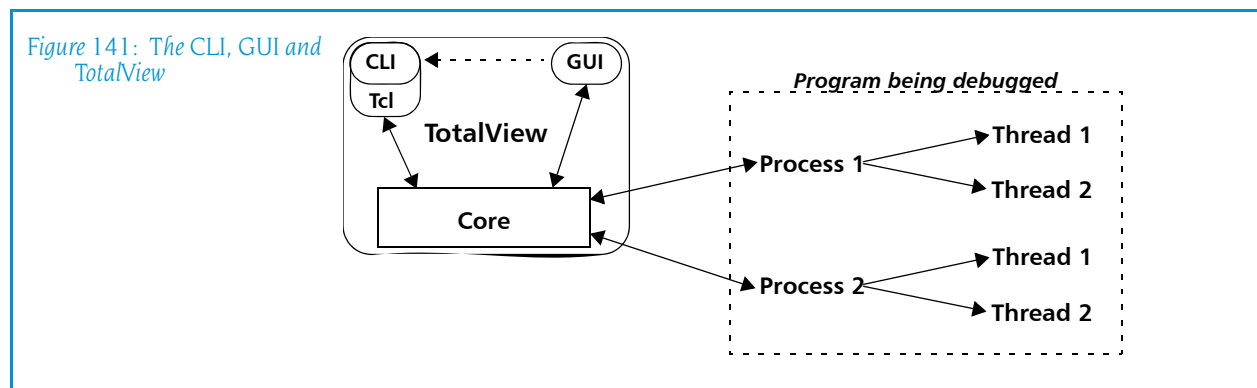 Figure 141: The CLI, GUI and
TotalView
CLI
GUI
Tcl
TotalView
Core
Program being debugged
Process 1
Thread 1
Thread 2
Process 2
Thread 1
Thread 2